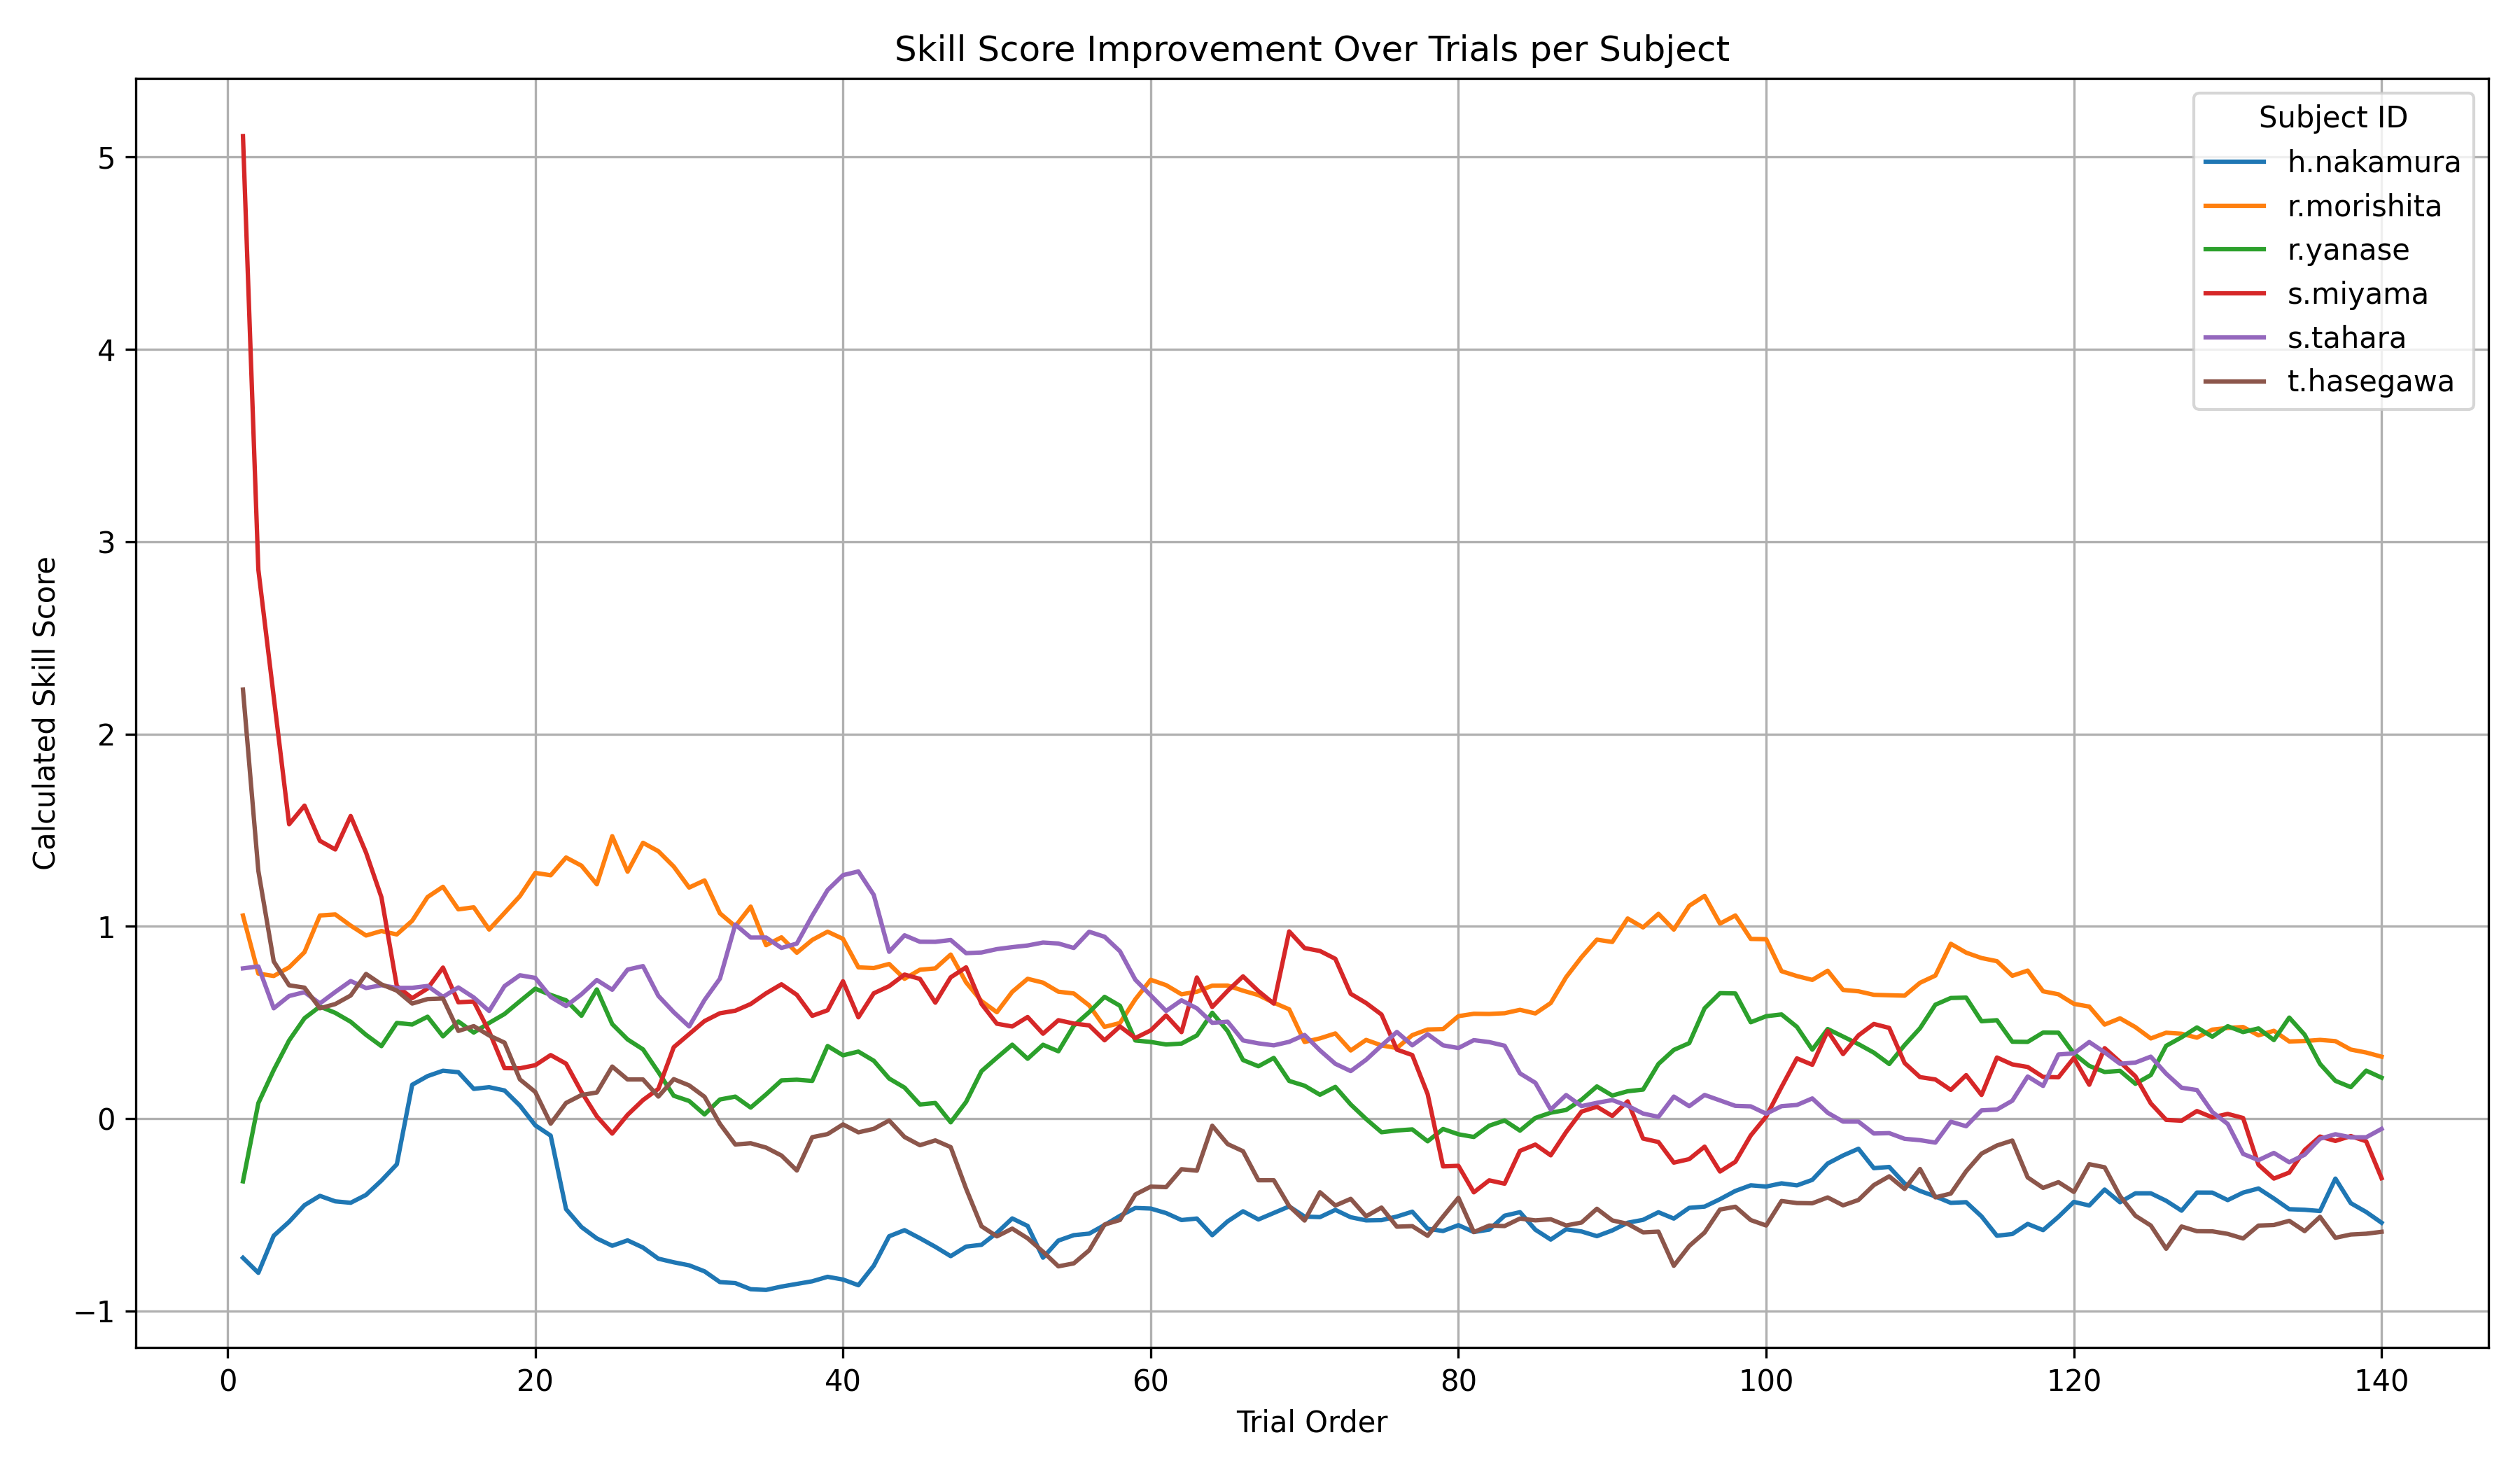 Skill Score Improvement Over Trials per Subject
Calculated Skill Score
5
4
3
2
1
0
−1
Subject ID
h.nakamura
r.morishita
r.yanase
s.miyama
s.tahara
t.hasegawa
0 20 40 60 80 100 120 140
Trial Order